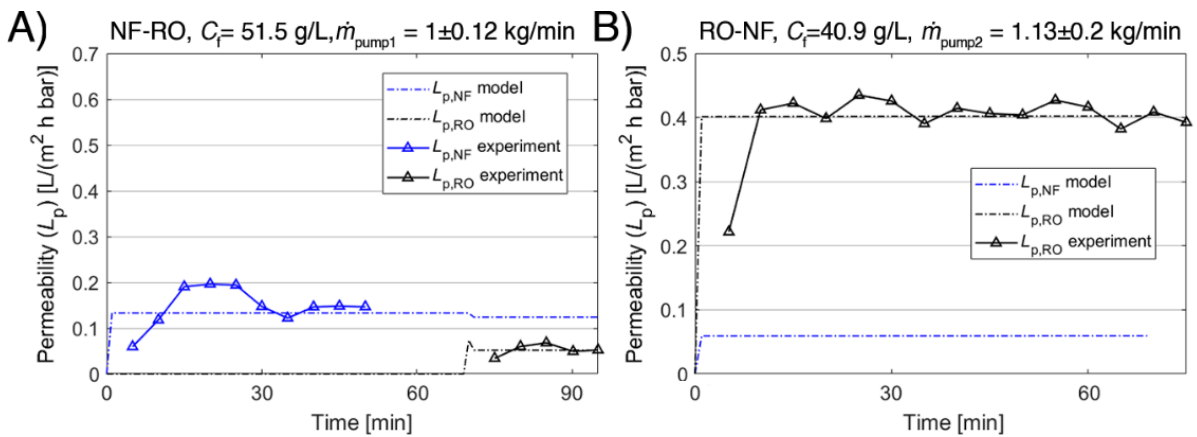 A)
NF-RO, Cf= 51.5 g/L,ṁpump1 = 1±0.12 kg/min
0.7
0.6
0.5
0.4
0.3
0.2
0.1
0
Permeability (Lp) [L/(m² h bar)]
Lp,NF model
Lp,RO model
Lp,NF experiment
Lp,RO experiment
0
30
60
90
Time [min]
B)
RO-NF, Cf=40.9 g/L, ṁpump2 = 1.13±0.2 kg/min
0.5
0.4
0.3
0.2
0.1
0
Permeability (Lp) [L/(m² h bar)]
Lp,NF model
Lp,RO model
Lp,RO experiment
0
30
60
Time [min]